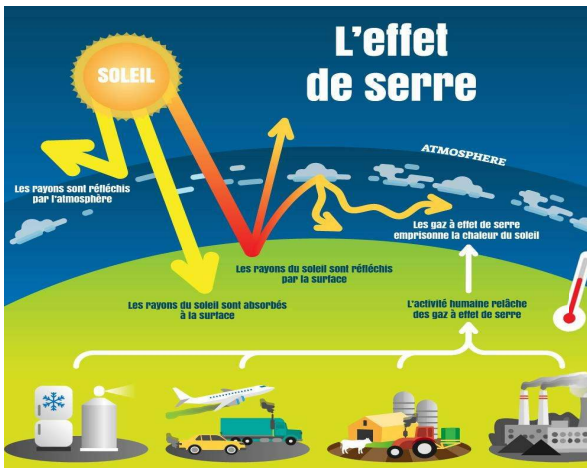 L'effet
de serre
SOLEIL
ATMOSPHERE
Les rayons sont réfléchis
par l'atmosphère
Les gaz à effet de serre
emprisonne la chaleur du soleil
Les rayons du soleil sont réfléchis
par la surface
Les rayons du soleil sont absorbés
à la surface
L'activité humaine relâche
des gaz à effet de serre